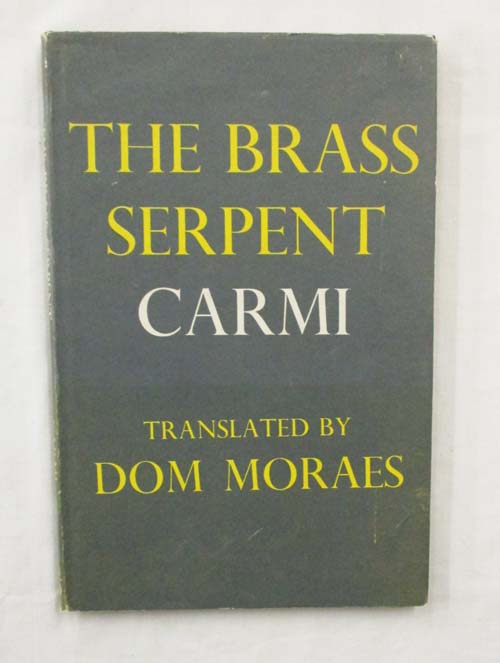 THE BRASS
SERPENT
CARMI
TRANSLATED BY
DOM MORAES